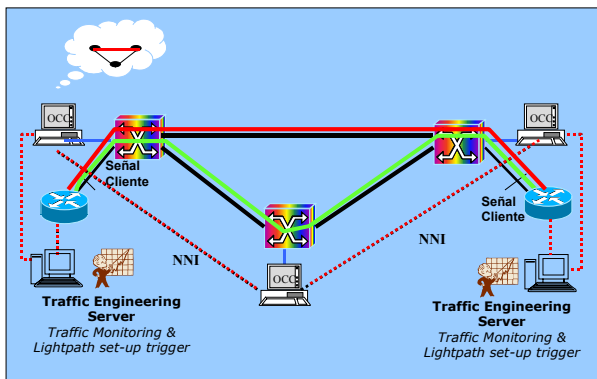 OCC
OCC
Señal
Cliente
Señal
Cliente
NNI
NNI
OCC
Traffic Engineering
Server
Traffic Monitoring &
Lightpath set-up trigger
Traffic Engineering
Server
Traffic Monitoring &
Lightpath set-up trigger